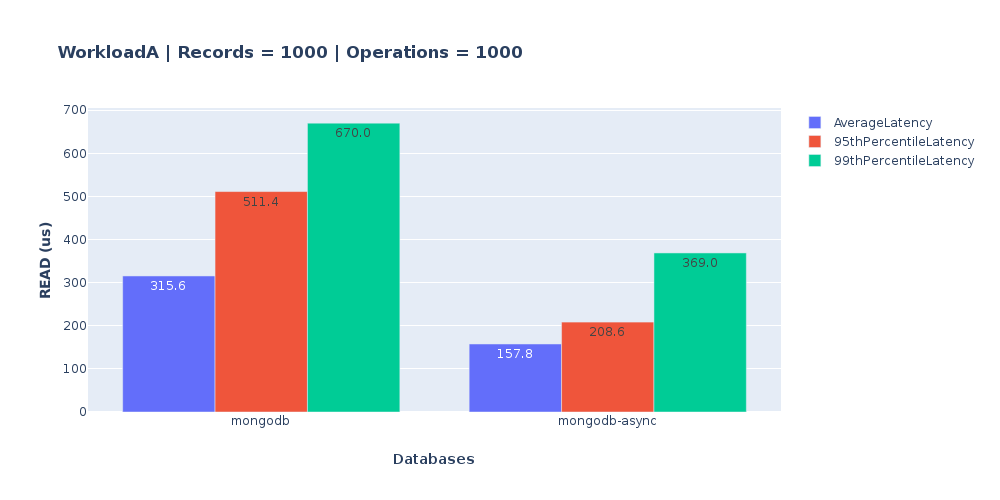 WorkloadA | Records = 1000 | Operations = 1000
AverageLatency
95thPercentileLatency
99thPercentileLatency
READ (us)
700
600
500
400
300
200
100
0
315.6
511.4
670.0
157.8
208.6
369.0
mongodb
mongodb-async
Databases